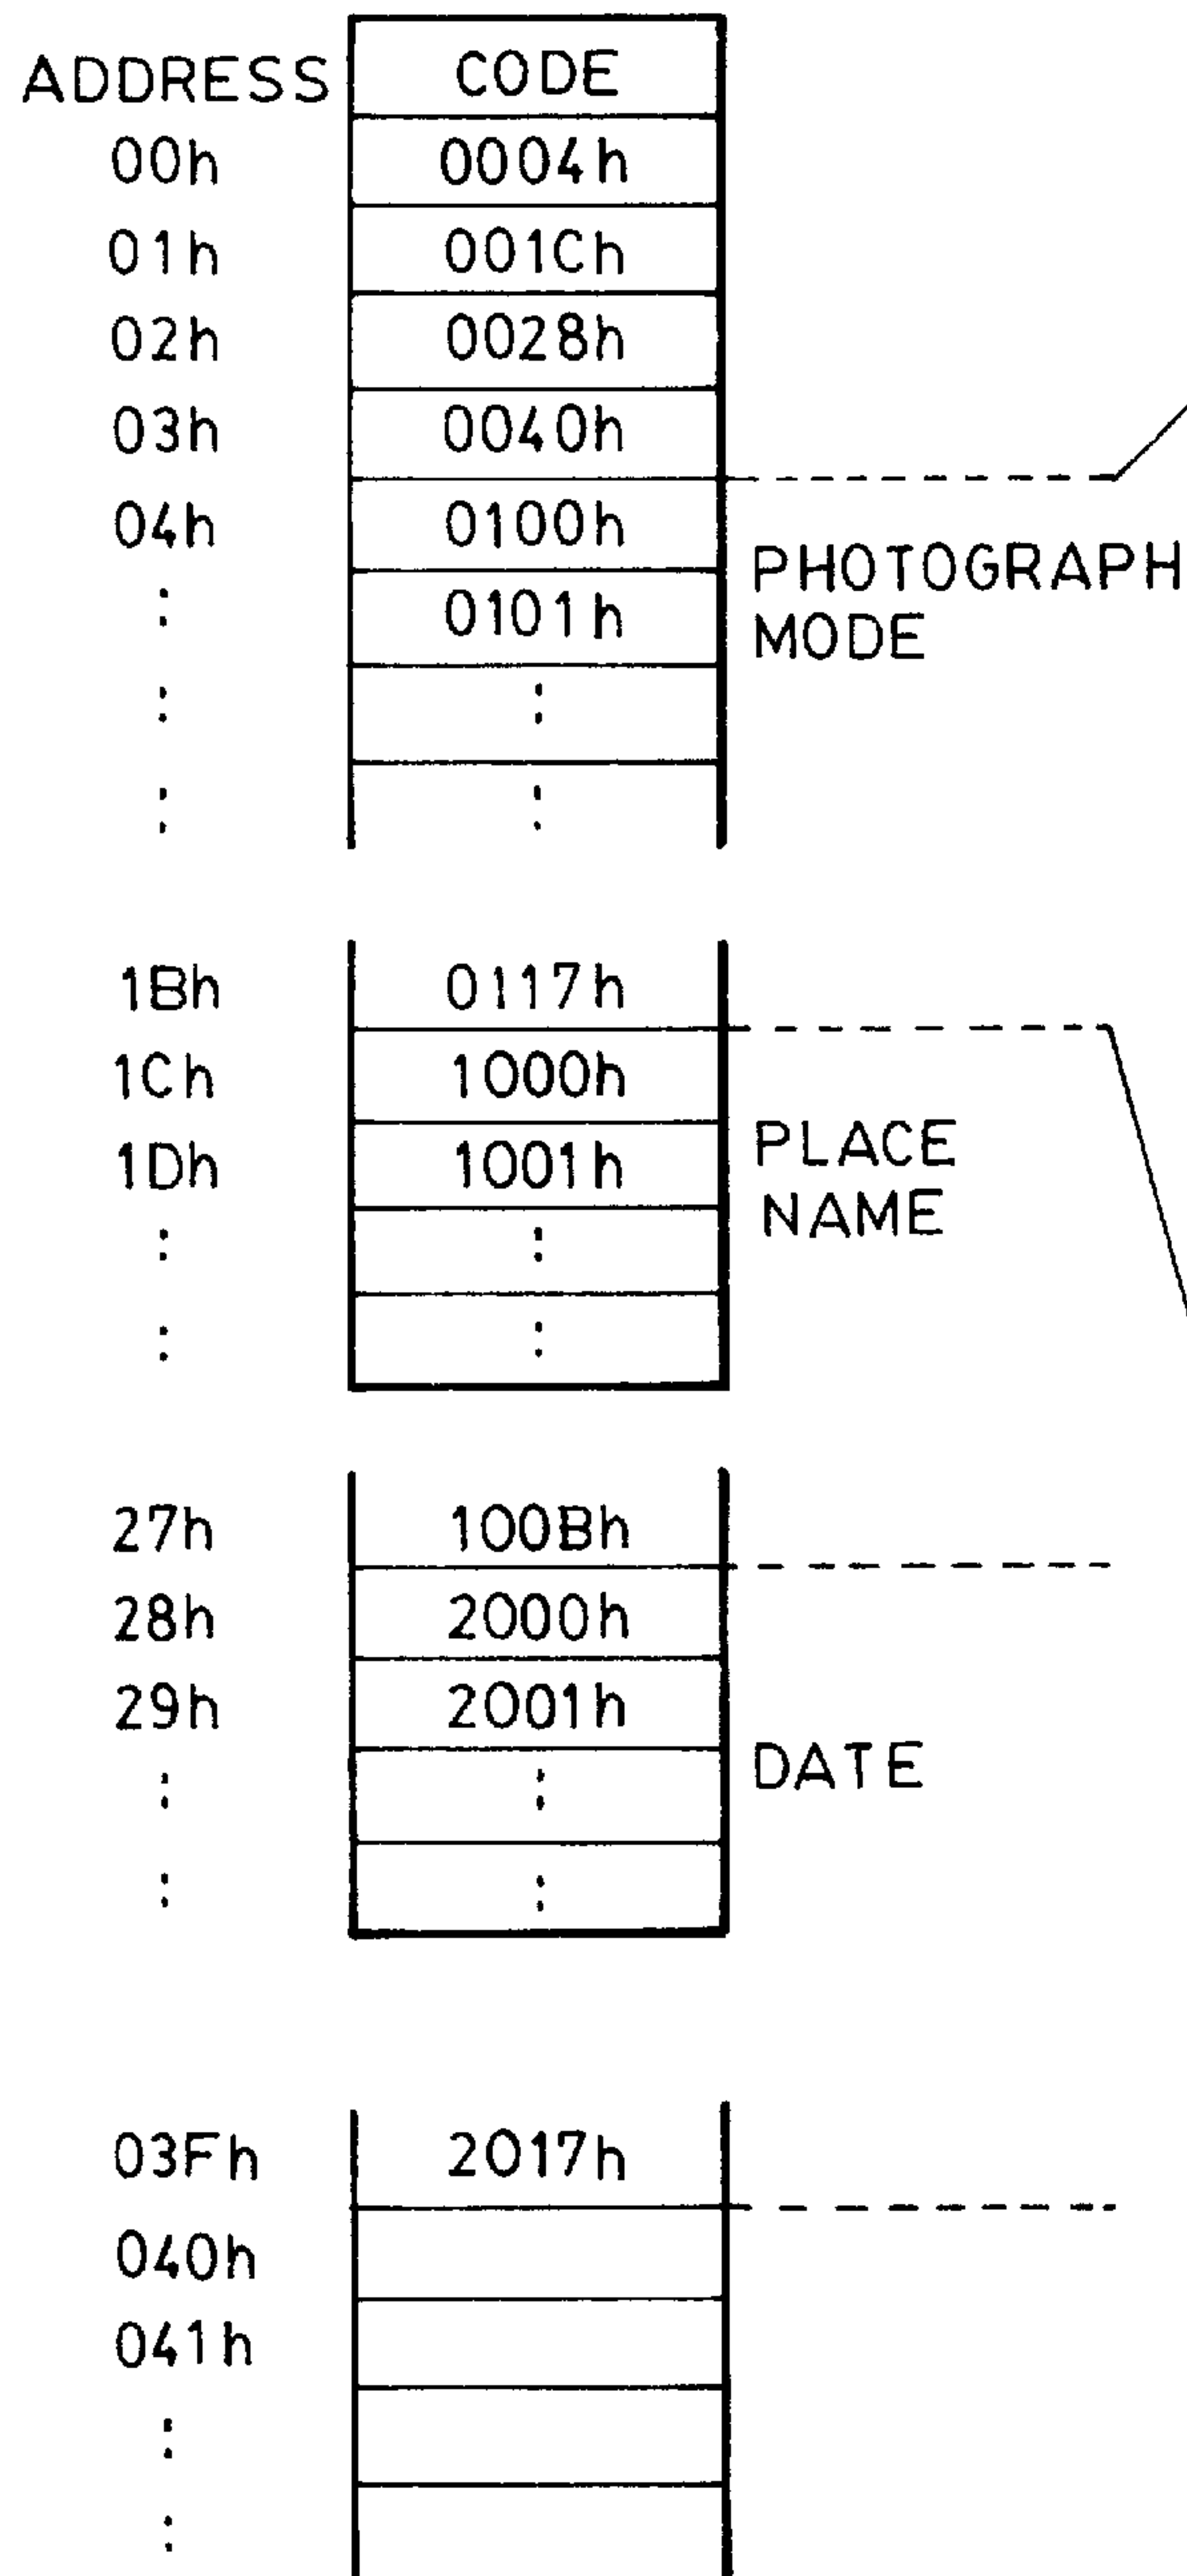 ADDRESS CODE
00h 0004h
01h 001Ch
02h 0028h
03h 0040h
04h 0100h
: 0101h
PHOTOGRAPH
MODE
: :
: :
1Bh 0117h
1Ch 1000h
1Dh 1001h
PLACE
NAME
: :
: :
27h 100Bh
28h 2000h
29h 2001h
DATE
: :
: :
03Fh 2017h
040h
041h
:
: